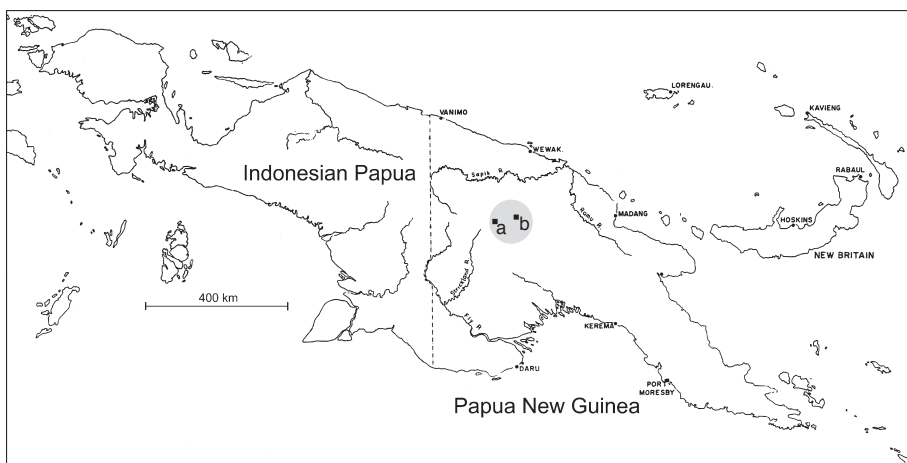 LORENGAU.
KAVIENG
VANIMO
WEWAK.
Indonesian Papua
Sepik R
RABAUL
a
b
Ramu R.
MADANG
HOSKINS
NEW BRITAIN
Strickland R
400 km
Fly R.
KEREMA
DARU
PORT
MORESBY
Papua New Guinea